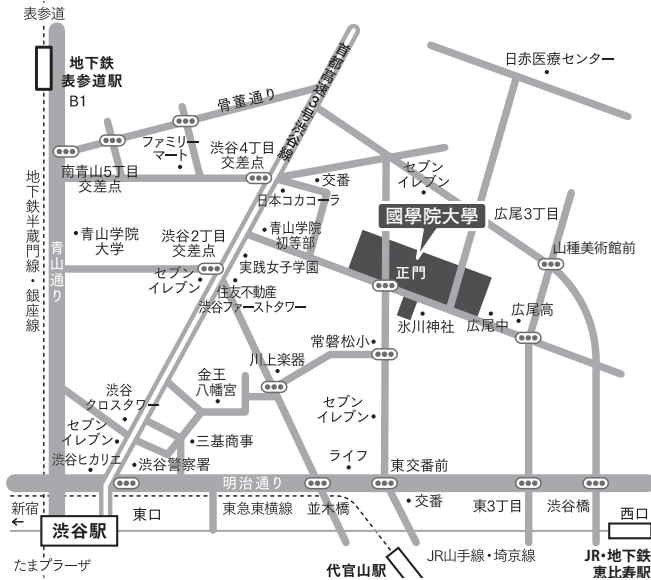 表参道
地下鉄
表参道駅
B1
骨董通り
首都高速3号渋谷線
日赤医療センター
ファミリー
マート
渋谷4丁目
交差点
南青山5丁目
交差点
交番
日本コカコーラ
セブン
イレブン
國學院大學
広尾3丁目
地下鉄半蔵門線・銀座線
青山通り
青山学院
大学
渋谷2丁目
交差点
青山学院
初等部
正門
山種美術館前
セブン
イレブン
実践女子学園
住友不動産
渋谷ファーストタワー
氷川神社
広尾中
広尾高
常磐松小
川上楽器
金王
八幡宮
渋谷
クロスタワー
セブン
イレブン
セブン
イレブン
三基商事
渋谷ヒカリエ
渋谷警察署
ライフ
東交番前
明治通り
新宿
←
渋谷駅
東口
東急東横線
並木橋
交番
東3丁目
渋谷橋
西口
たまプラーザ
代官山駅
JR山手線・埼京線
JR・地下鉄
恵比寿駅